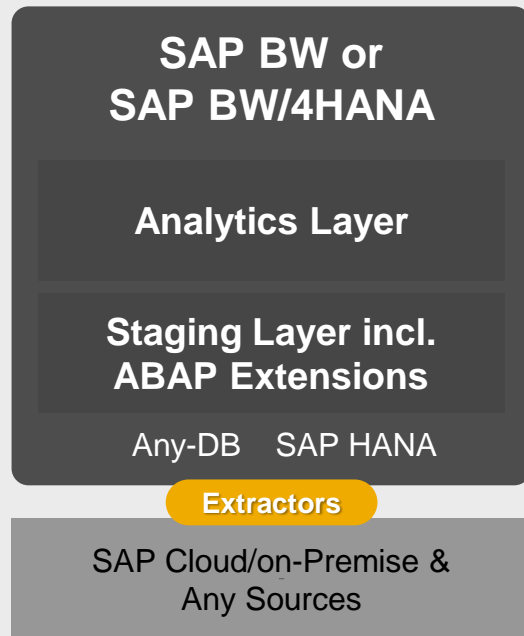 SAP BW or
SAP BW/4HANA
Analytics Layer
Staging Layer incl.
ABAP Extensions
Any-DB SAP HANA
Extractors
SAP Cloud/on-Premise &
Any Sources